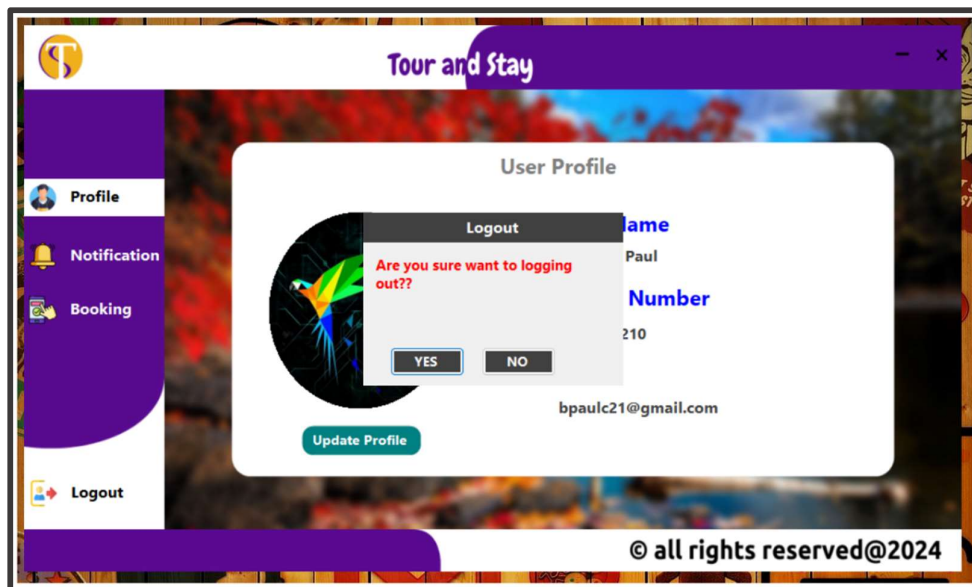 Tour and Stay
User Profile
Profile
Logout
lame
Notification
Are you sure want to logging
out??
Paul
Number
Booking
210
YES NO
bpaulc21@gmail.com
Update Profile
Logout
© all rights reserved@2024